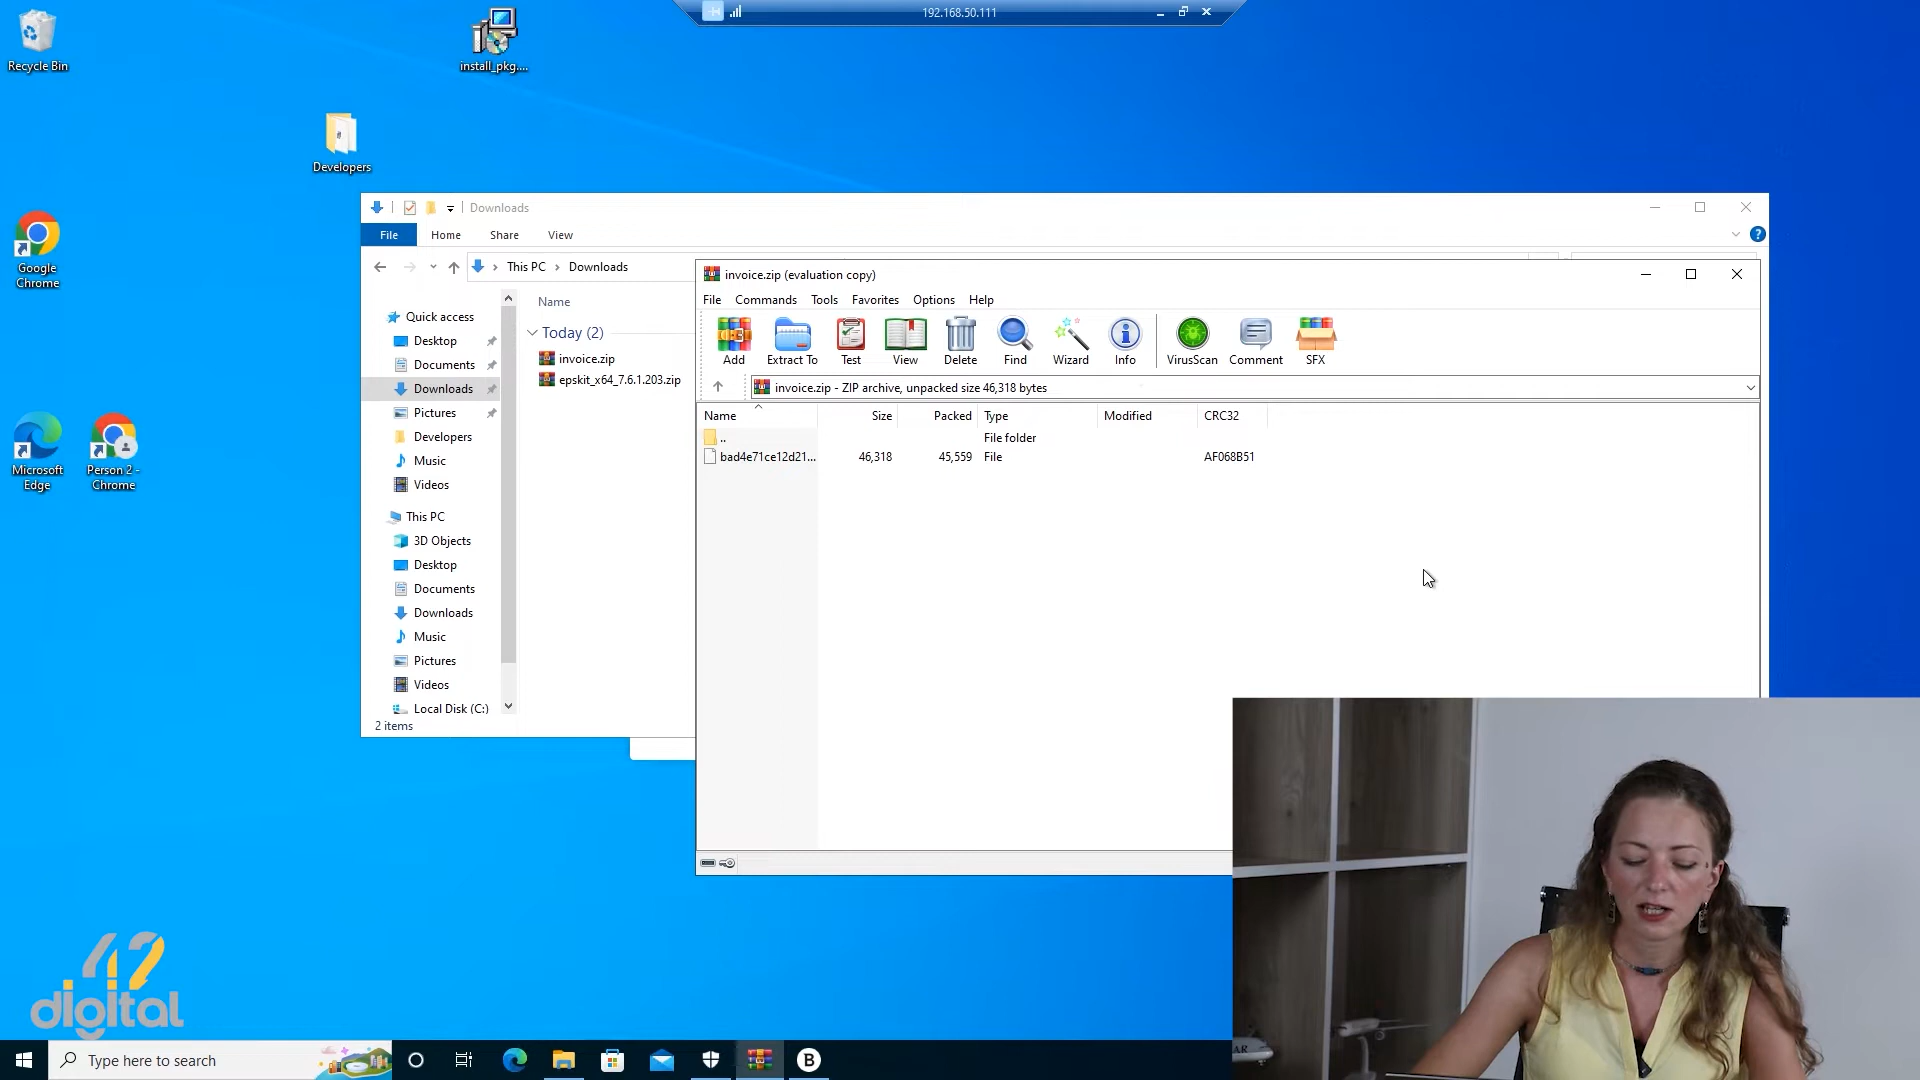 192.168.50.111
Recycle Bin
install_pkg....
Developers
Google
Chrome
Microsoft
Edge
Person 2 -
Chrome
Downloads
File
Home
Share
View
This PC
Downloads
Quick access
Desktop
Documents
Downloads
Pictures
Developers
Music
Videos
This PC
3D Objects
Desktop
Documents
Downloads
Music
Pictures
Videos
Local Disk (C:)
2 items
Name
Today (2)
invoice.zip
epskit_x64_7.6.1.203.zip
invoice.zip (evaluation copy)
File Commands Tools Favorites Options Help
Add Extract To Test View Delete Find Wizard Info VirusScan Comment SFX
invoice.zip - ZIP archive, unpacked size 46,318 bytes
Name Size Packed Type Modified CRC32
.. File folder
bad4e71ce12d21... 46,318 45,559 File AF068B51
42
digital
Type here to search
B